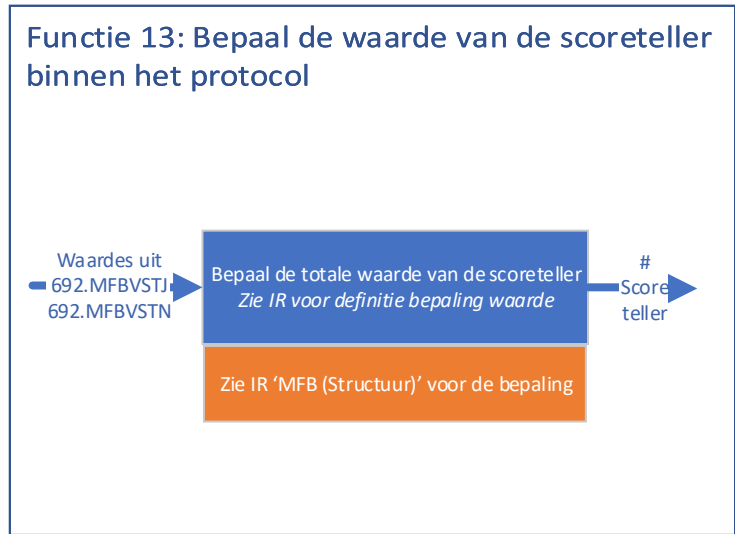 Functie 13: Bepaal de waarde van de scoreteller
binnen het protocol
Waardes uit
692.MFBVSTJ
692.MFBVSTN
Bepaal de totale waarde van de scoreteller
Zie IR voor definitie bepaling waarde
#
Score
teller
Zie IR ‘MFB (Structuur)’ voor de bepaling